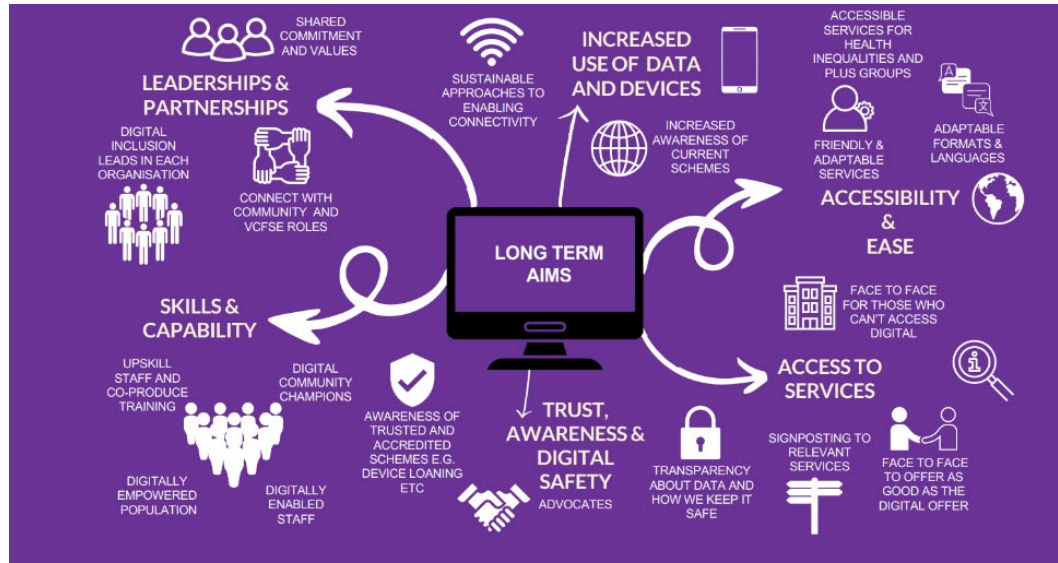 SHARED
COMMITMENT
AND VALUES
LEADERSHIPS &
PARTNERSHIPS
DIGITAL
INCLUSION
LEADS IN EACH
ORGANISATION
CONNECT WITH
COMMUNITY AND
VCFSE ROLES
SUSTAINABLE
APPROACHES TO
ENABLING
CONNECTIVITY
INCREASED
USE OF DATA
AND DEVICES
INCREASED
AWARENESS OF
CURRENT
SCHEMES
ACCESSIBLE
SERVICES FOR
HEALTH
INEQUALITIES AND
PLUS GROUPS
A
文
FRIENDLY &
ADAPTABLE
SERVICES
ADAPTABLE
FORMATS &
LANGUAGES
ACCESSIBILITY
&
EASE
LONG TERM
AIMS
SKILLS &
CAPABILITY
UPSKILL
STAFF AND
CO-PRODUCE
TRAINING
DIGITAL
COMMUNITY
CHAMPIONS
DIGITALLY
EMPOWERED
POPULATION
DIGITALLY
ENABLED
STAFF
AWARENESS OF
TRUSTED AND
ACCREDITED
SCHEMES E.G.
DEVICE LOANING
ETC
TRUST,
AWARENESS &
DIGITAL
SAFETY
ADVOCATES
TRANSPARENCY
ABOUT DATA AND
HOW WE KEEP IT
SAFE
FACE TO FACE
FOR THOSE WHO
CAN'T ACCESS
DIGITAL
ACCESS TO
SERVICES
i
SIGNPOSTING TO
RELEVANT
SERVICES
FACE TO FACE
TO OFFER AS
GOOD AS THE
DIGITAL OFFER